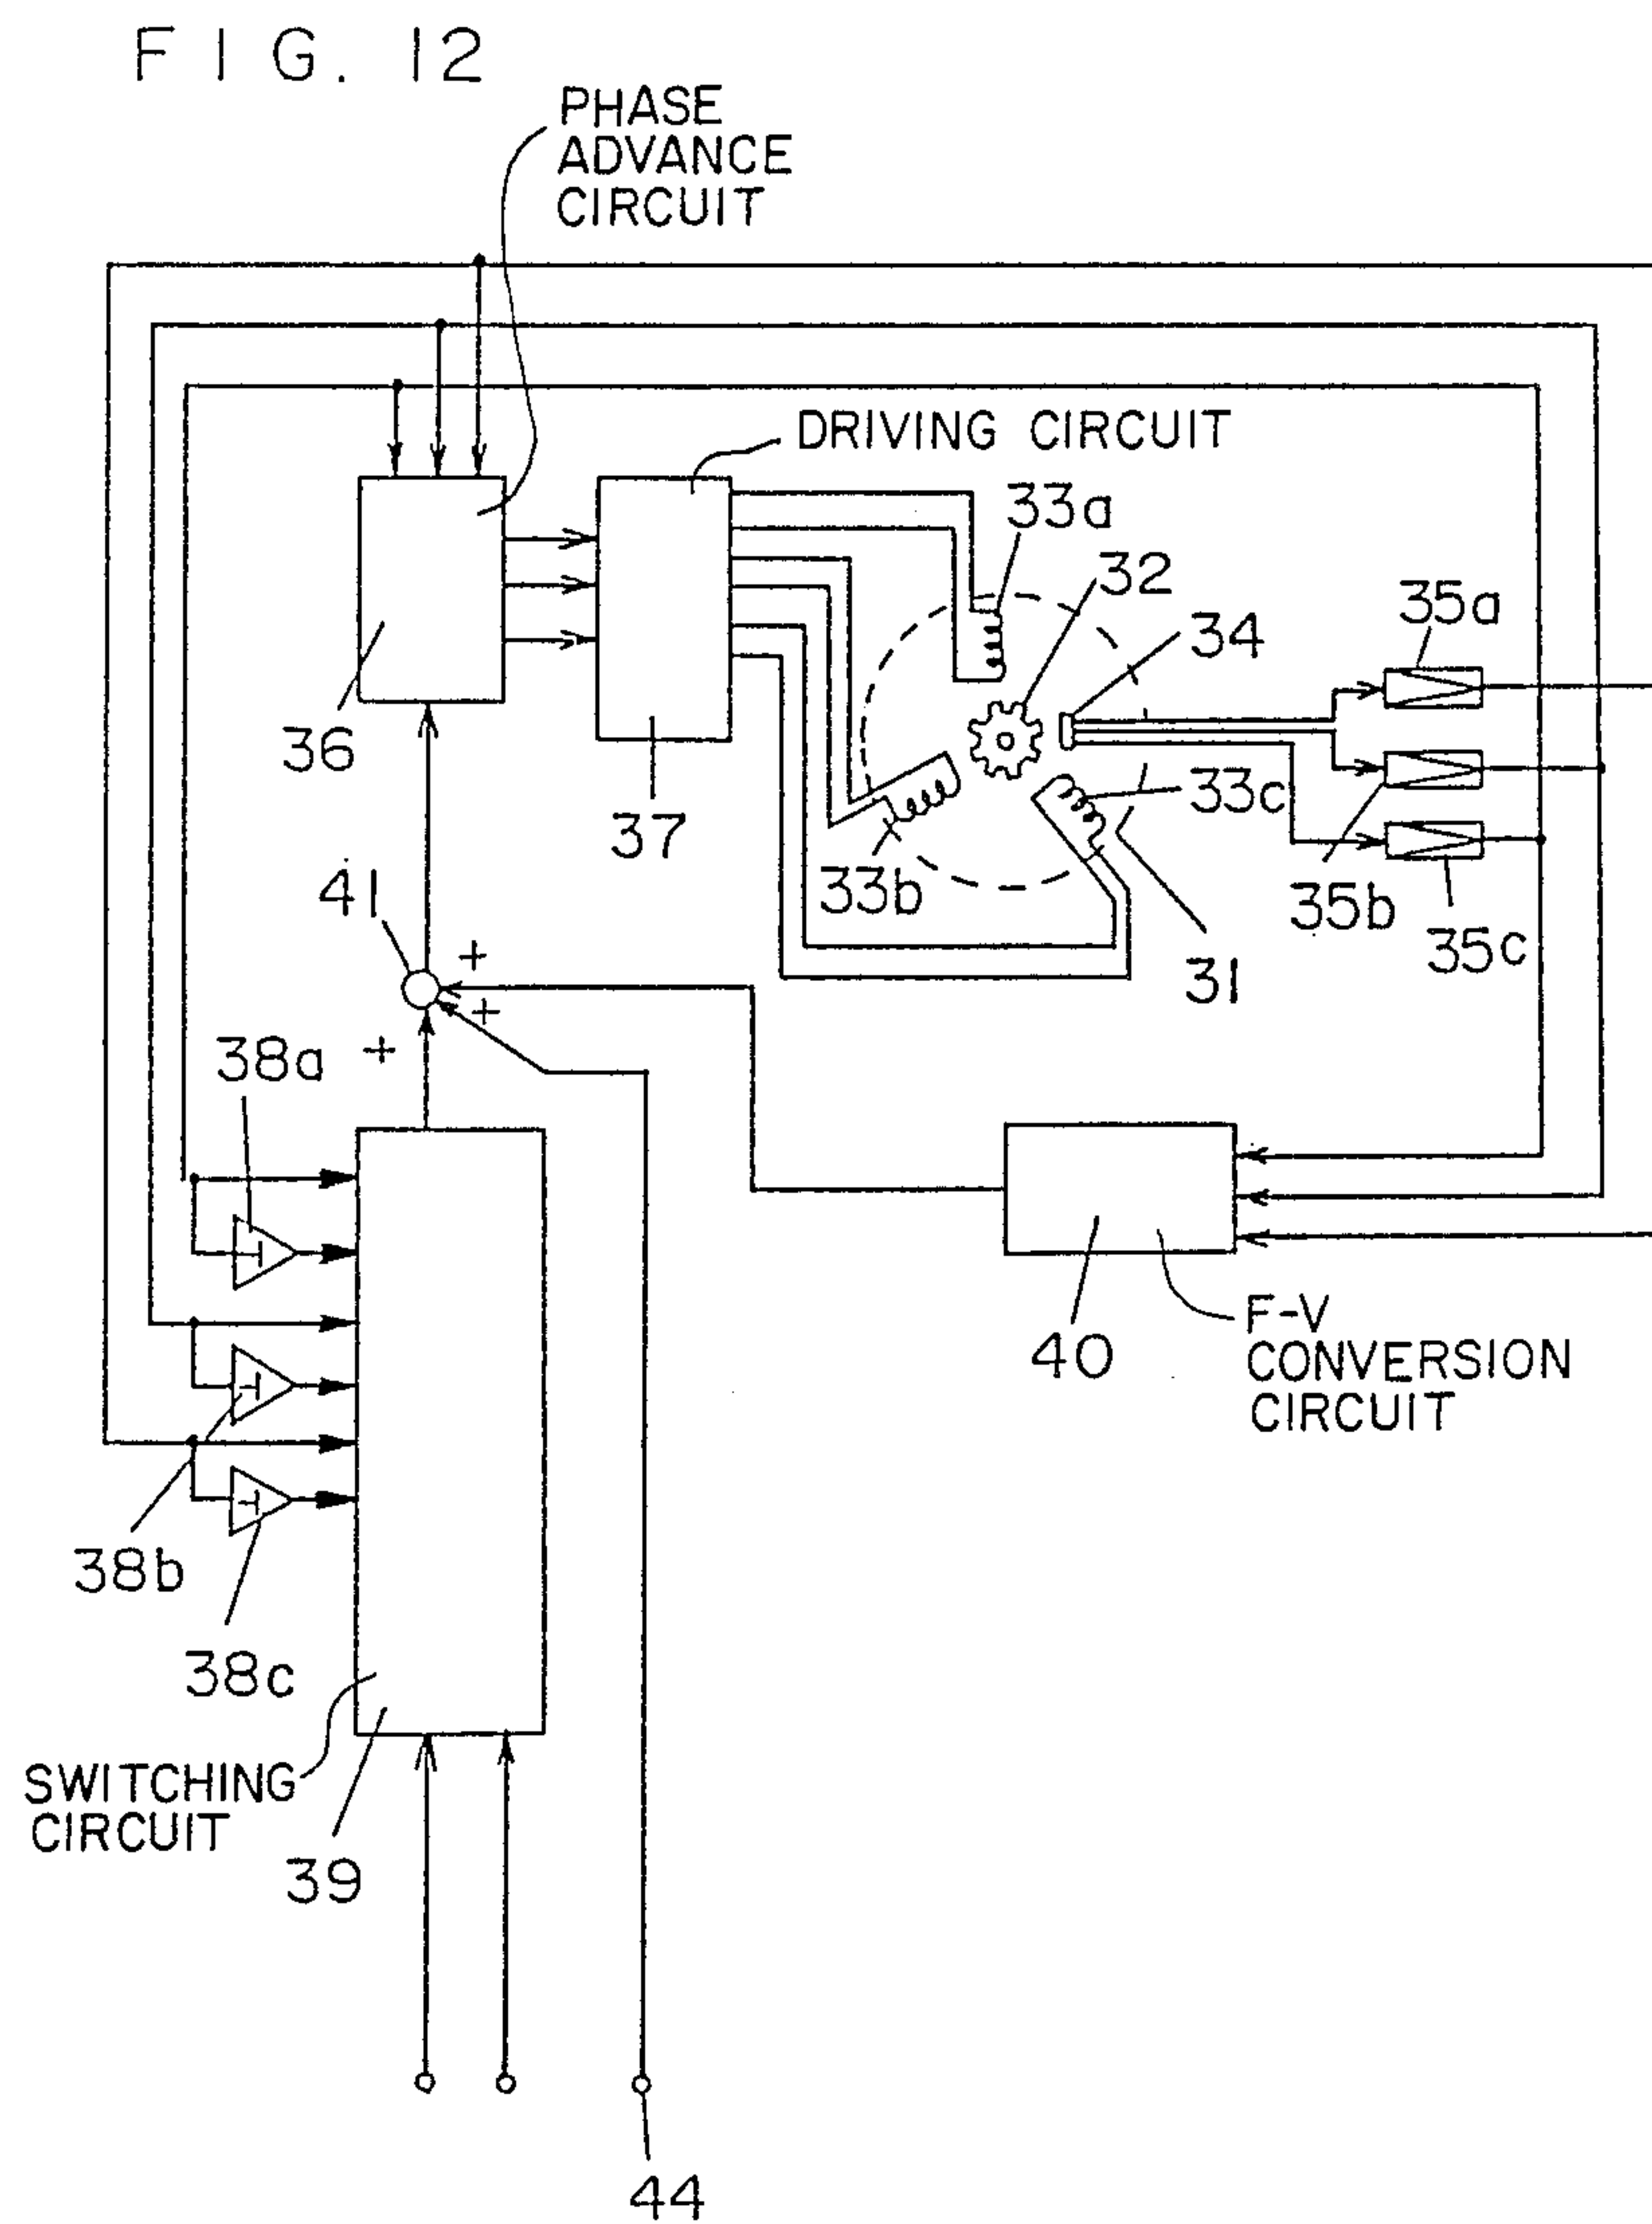 FIG. 12
PHASE
ADVANCE
CIRCUIT
DRIVING CIRCUIT
33a
32
34
35a
36
37
33b
33c
35b
35c
31
41
+
+
+
38a
40
F-V
CONVERSION
CIRCUIT
38b
38c
SWITCHING
CIRCUIT
39
44